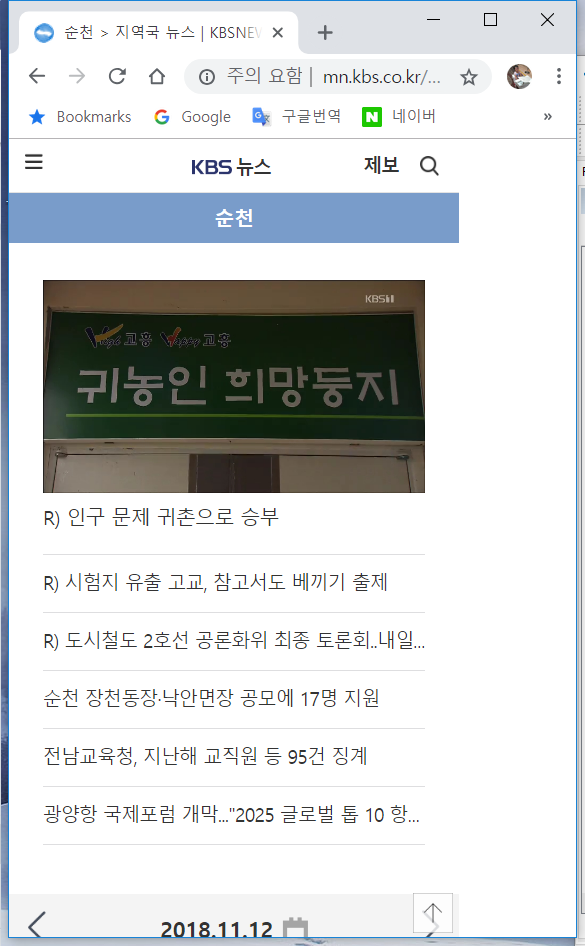 순천 > 지역국 뉴스 | KBSNEW
주의 요함 | mn.kbs.co.kr/...
Bookmarks Google 구글번역 네이버 »
KBS 뉴스 제보
순천
KBS1
고흥 Happy 고흥
귀농인 희망둥지
R) 인구 문제 귀촌으로 승부
R) 시험지 유출 고교, 참고서도 베끼기 출제
R) 도시철도 2호선 공론화위 최종 토론회..내일...
순천 장천동장·낙안면장 공모에 17명 지원
전남교육청, 지난해 교직원 등 95건 징계
광양항 국제포럼 개막..."2025 글로벌 톱 10 항...
2018.11.12